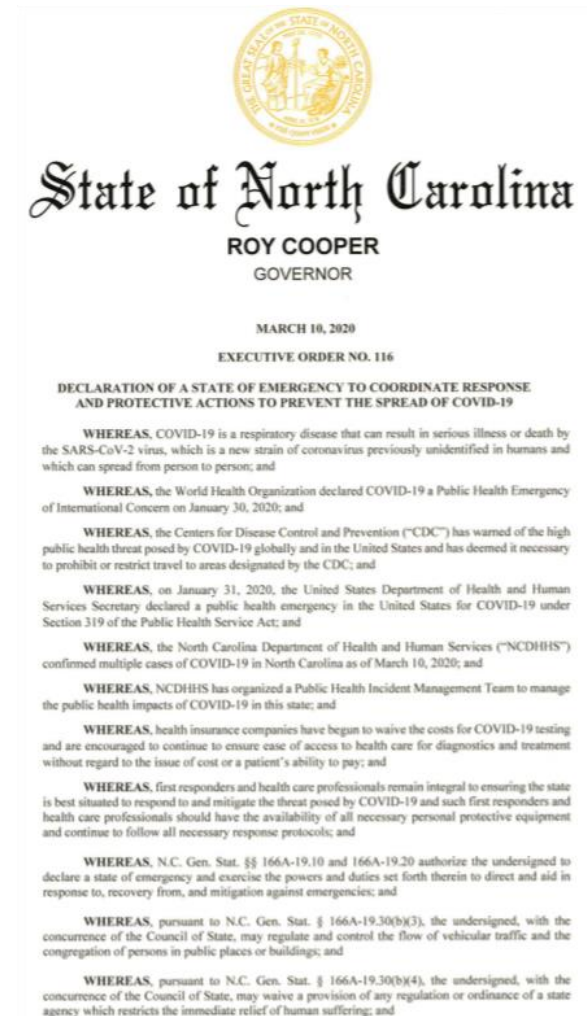 THE GREAT SEAL OF THE STATE OF NORTH CAROLINA
State of North Carolina
ROY COOPER
GOVERNOR
MARCH 10, 2020
EXECUTIVE ORDER NO. 116
DECLARATION OF A STATE OF EMERGENCY TO COORDINATE RESPONSE
AND PROTECTIVE ACTIONS TO PREVENT THE SPREAD OF COVID-19
WHEREAS, COVID-19 is a respiratory disease that can result in serious illness or death by
the SARS-CoV-2 virus, which is a new strain of coronavirus previously unidentified in humans and
which can spread from person to person; and
WHEREAS, the World Health Organization declared COVID-19 a Public Health Emergency
of International Concern on January 30, 2020; and
WHEREAS, the Centers for Disease Control and Prevention ("CDC") has warned of the high
public health threat posed by COVID-19 globally and in the United States and has deemed it necessary
to prohibit or restrict travel to areas designated by the CDC; and
WHEREAS, on January 31, 2020, the United States Department of Health and Human
Services Secretary declared a public health emergency in the United States for COVID-19 under
Section 319 of the Public Health Service Act; and
WHEREAS, the North Carolina Department of Health and Human Services ("NCDHHS")
confirmed multiple cases of COVID-19 in North Carolina as of March 10, 2020; and
WHEREAS, NCDHHS has organized a Public Health Incident Management Team to manage
the public health impacts of COVID-19 in this state; and
WHEREAS, health insurance companies have begun to waive the costs for COVID-19 testing
and are encouraged to continue to ensure ease of access to health care for diagnostics and treatment
without regard to the issue of cost or a patient's ability to pay; and
WHEREAS, first responders and health care professionals remain integral to ensuring the state
is best situated to respond to and mitigate the threat posed by COVID-19 and such first responders and
health care professionals should have the availability of all necessary personal protective equipment
and continue to follow all necessary response protocols; and
WHEREAS, N.C. Gen. Stat. §§ 166A-19.10 and 166A-19.20 authorize the undersigned to
declare a state of emergency and exercise the powers and duties set forth therein to direct and aid in
response to, recovery from, and mitigation against emergencies; and
WHEREAS, pursuant to N.C. Gen. Stat. § 166A-19.30(b)(3), the undersigned, with the
concurrence of the Council of State, may regulate and control the flow of vehicular traffic and the
congregation of persons in public places or buildings; and
WHEREAS, pursuant to N.C. Gen. Stat. § 166A-19.30(b)(4), the undersigned, with the
concurrence of the Council of State, may waive a provision of any regulation or ordinance of a state
agency which restricts the immediate relief of human suffering; and